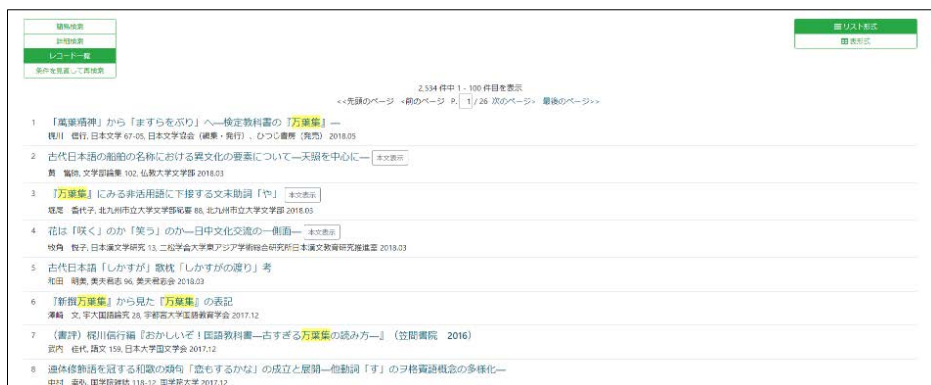 簡易検索
詳細検索
レコード一覧
条件を見直して再検索
リスト形式
表形式
2,534 件中 1 - 100 件目を表示
<<先頭のページ <前のページ P. 1 / 26 次のページ> 最後のページ>>
1 「萬葉精神」から「ますらをぶり」へ―検定教科書の『万葉集』―
梶川 信行, 日本文学 67-05, 日本文学協会(編集・発行)、ひつじ書房(発売) 2018.05
2 古代日本語の船舶の名称における異文化の要素について―天照を中心に― 本文表示
黄 當時, 文学部論集 102, 仏教大学文学部 2018.03
3 『万葉集』にみる非活用語に下接する文末助詞「や」 本文表示
堀尾 香代子, 北九州市立大学文学部紀要 88, 北九州市立大学文学部 2018.03
4 花は「咲く」のか「笑う」のか―日中文化交流の一側面― 本文表示
牧角 悦子, 日本漢文学研究 13, 二松学舎大学東アジア学術総合研究所日本漢文教育研究推進室 2018.03
5 古代日本語「しかすが」歌枕「しかすがの渡り」考
和田 明美, 美夫君志 96, 美夫君志会 2018.03
6 『新撰万葉集』から見た『万葉集』の表記
澤崎 文, 宇大国語論究 28, 宇都宮大学国語教育学会 2017.12
7 (書評)梶川信行編『おかしいぞ!国語教科書―古すぎる万葉集の読み方―』(笠間書院 2016)
武内 佳代, 語文 159, 日本大学国文学会 2017.12
8 連体修飾語を冠する和歌の類句「恋もするかな」の成立と展開―他動詞「す」のヲ格賓語概念の多様化―
中村 幸弘, 国学院雑誌 118-12, 国学院大学 2017.12